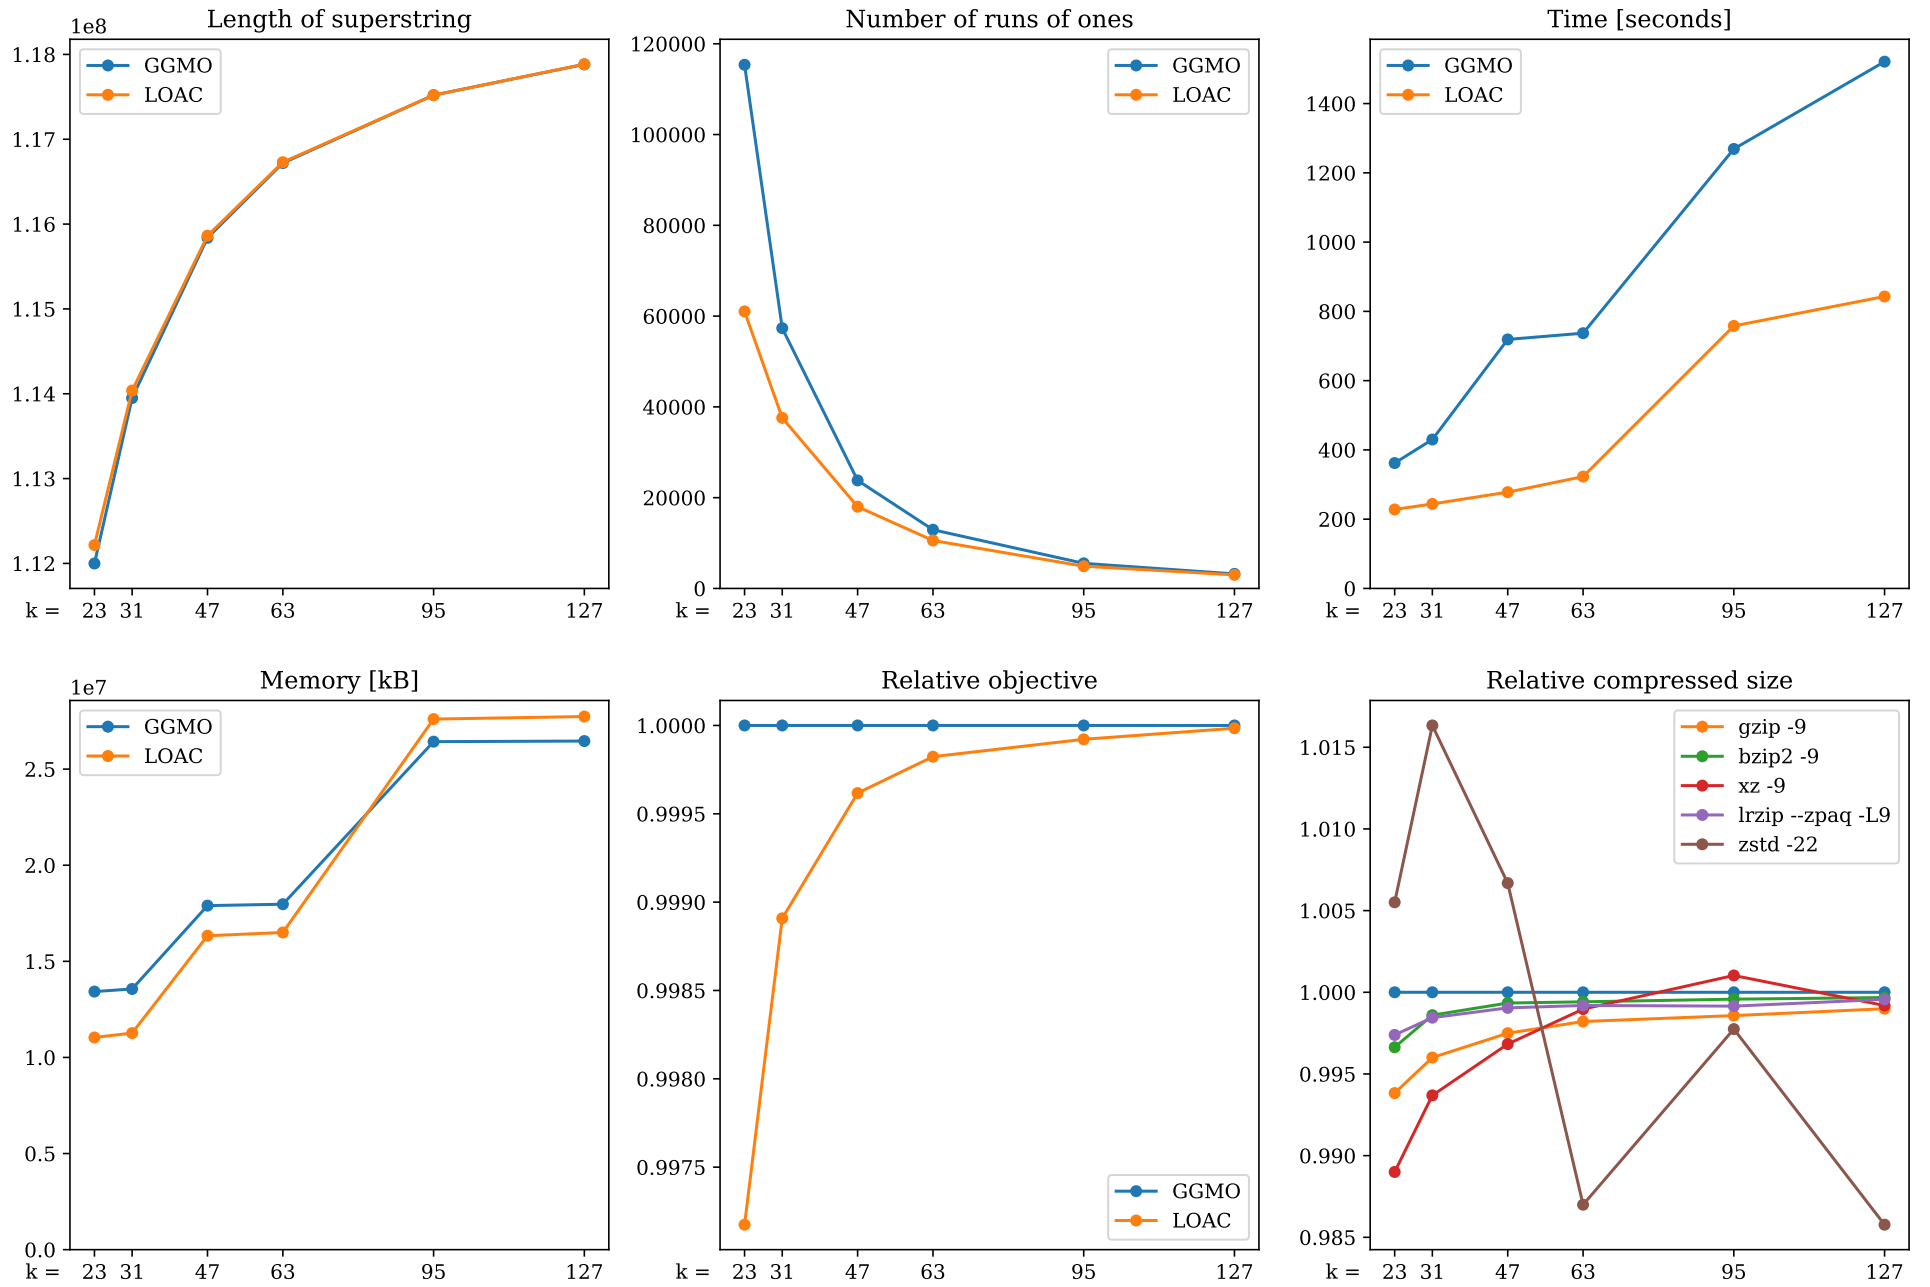 Length of superstring
1e8
GGMO
LOAC
1.18
1.17
1.16
1.15
1.14
1.13
1.12
k = 23 31 47 63 95 127
Number of runs of ones
GGMO
LOAC
120000
100000
80000
60000
40000
20000
0
k = 23 31 47 63 95 127
Time [seconds]
GGMO
LOAC
1400
1200
1000
800
600
400
200
0
k = 23 31 47 63 95 127
Memory [kB]
1e7
GGMO
LOAC
2.5
2.0
1.5
1.0
0.5
0.0
k = 23 31 47 63 95 127
Relative objective
1.0000
0.9995
0.9990
0.9985
0.9980
0.9975
GGMO
LOAC
k = 23 31 47 63 95 127
Relative compressed size
gzip -9
bzip2 -9
xz -9
lrzip --zpaq -L9
zstd -22
1.015
1.010
1.005
1.000
0.995
0.990
0.985
k = 23 31 47 63 95 127